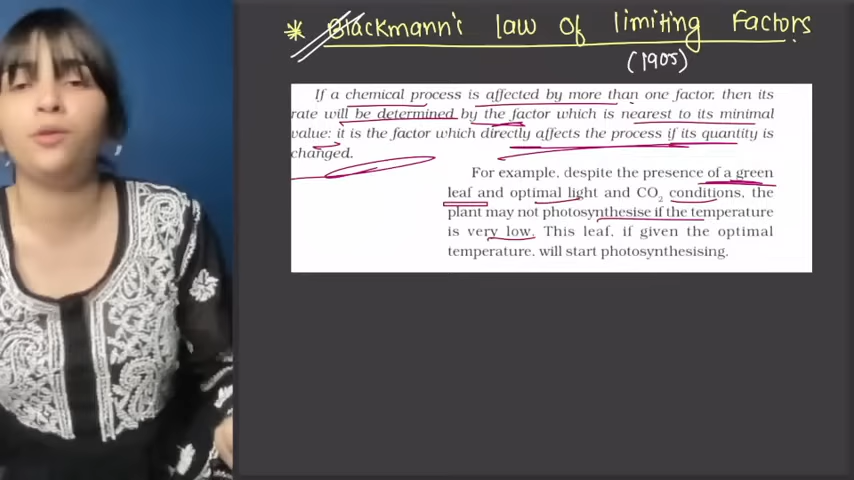 * Blackmann's law of limiting Factors
(1905)
If a chemical process is affected by more than one factor, then its
rate will be determined by the factor which is nearest to its minimal
value: it is the factor which directly affects the process if its quantity is
changed.
For example, despite the presence of a green
leaf and optimal light and CO₂ conditions, the
plant may not photosynthesise if the temperature
is very low. This leaf, if given the optimal
temperature, will start photosynthesising.